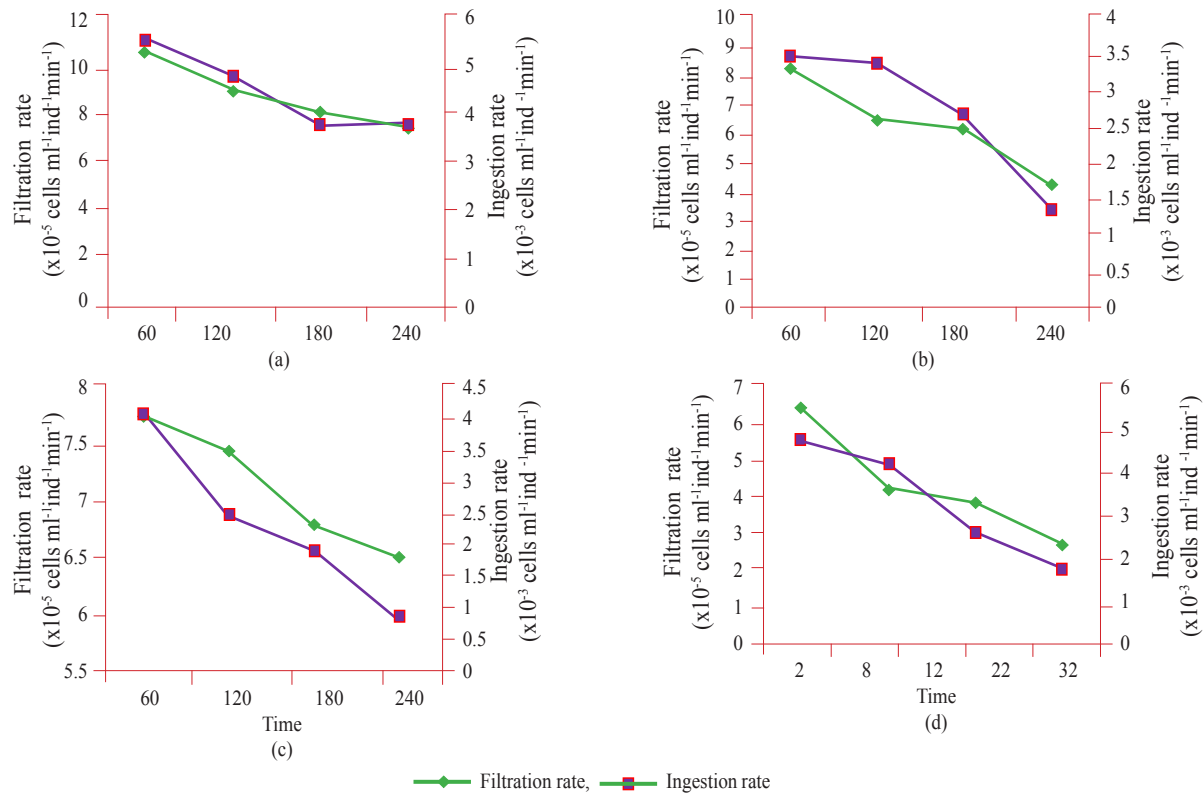 12
10
8
6
4
2
0
Filtration rate
(x10⁻⁵ cells ml⁻¹ind⁻¹min⁻¹)
6
5
4
3
2
1
0
Ingestion rate
(x10⁻³ cells ml⁻¹ind⁻¹min⁻¹)
60 120 180 240
(a)
10
9
8
7
6
5
4
3
2
1
0
Filtration rate
(x10⁻⁵ cells ml⁻¹ind⁻¹min⁻¹)
4
3.5
3
2.5
2
1.5
1
0.5
0
Ingestion rate
(x10⁻³ cells ml⁻¹ind ⁻¹min⁻¹)
60 120 180 240
(b)
8
7.5
7
6.5
6
5.5
Filtration rate
(x10⁻⁵ cells ml⁻¹ind⁻¹min⁻¹)
4.5
4
3.5
3
2.5
2
1.5
1
0.5
0
Ingestion rate
(x10⁻³ cells ml⁻¹ind⁻¹min⁻¹)
60 120 180 240
Time
(c)
7
6
5
4
3
2
1
0
Filtration rate
(x10⁻⁵ cells ml⁻¹ind⁻¹min⁻¹)
6
5
4
3
2
1
0
Ingestion rate
(x10⁻³ cells ml⁻¹ind⁻¹min⁻¹)
2 8 12 22 32
Time
(d)
Filtration rate, Ingestion rate